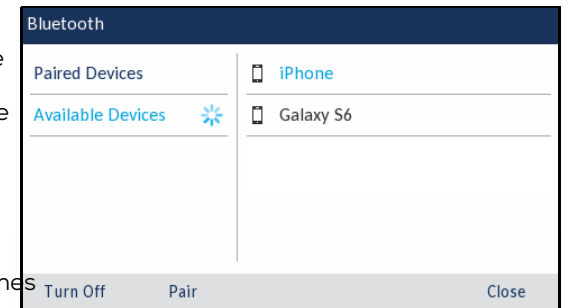 Bluetooth
Paired Devices
Available Devices
iPhone
Galaxy S6
Turn Off Pair Close